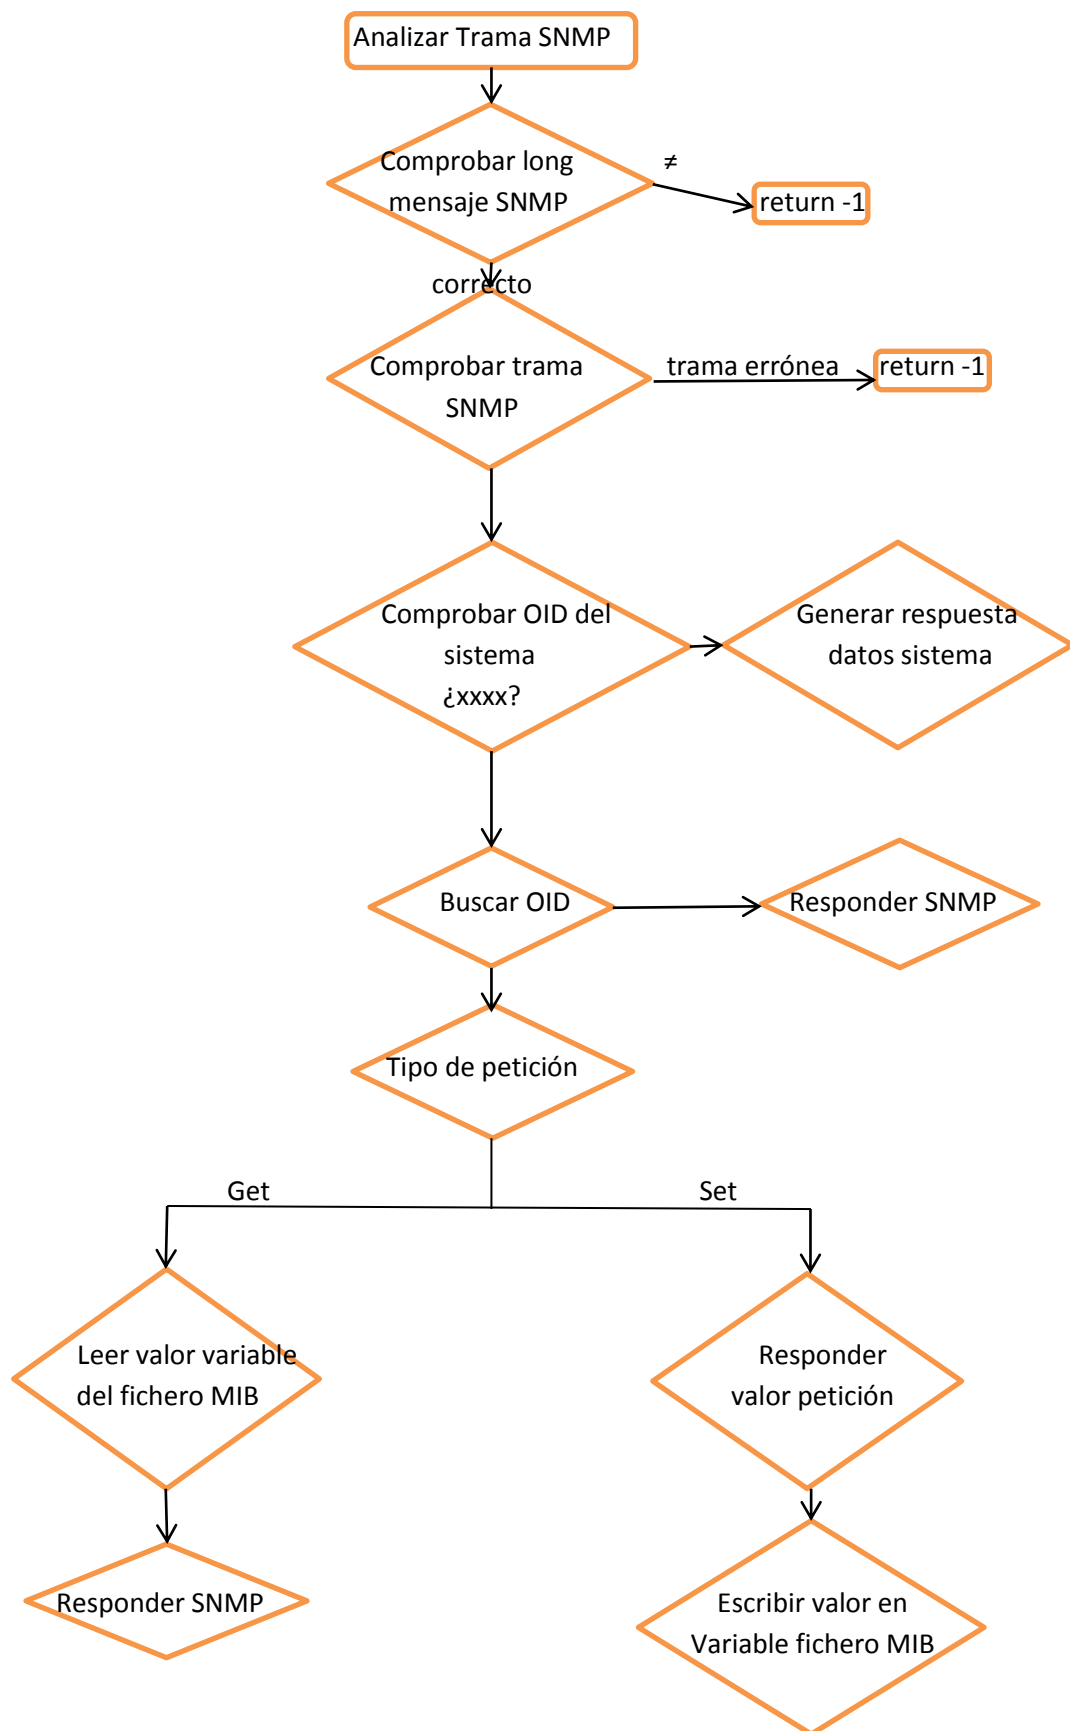 Analizar Trama SNMP
Comprobar long
mensaje SNMP
≠
return -1
correcto
Comprobar trama
SNMP
trama errónea
return -1
Comprobar OID del
sistema
¿xxxx?
Generar respuesta
datos sistema
Buscar OID
Responder SNMP
Tipo de petición
Get
Set
Leer valor variable
del fichero MIB
Responder
valor petición
Responder SNMP
Escribir valor en
Variable fichero MIB